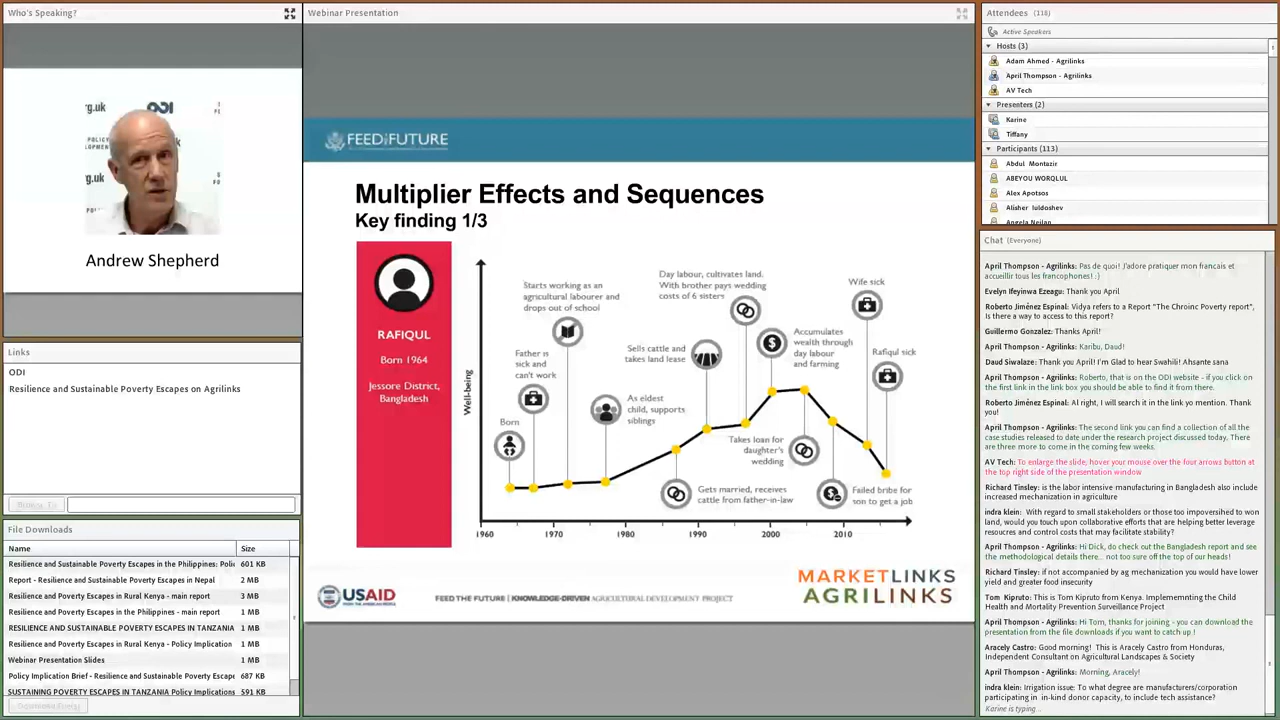 Who's Speaking?
rg.uk
ODI
POLICY
rg.uk
POLICY
Andrew Shepherd
Links
ODI
Resilience and Sustainable Poverty Escapes on Agrilinks
Browse To
File Downloads
Name
Size
Resilience and Sustainable Poverty Escapes in the Philippines: Polic
601 KB
Report - Resilience and Sustainable Poverty Escapes in Nepal
2 MB
Resilience and Poverty Escapes in Rural Kenya - main report
3 MB
Resilience and Poverty Escapes in the Philippines - main report
1 MB
RESILIENCE AND SUSTAINABLE POVERTY ESCAPES IN TANZANIA
1 MB
Resilience and Poverty Escapes in Rural Kenya - Policy Implication
1 MB
Webinar Presentation Slides
1 MB
Policy Implication Brief - Resilience and Sustainable Poverty Escape
687 KB
SUSTAINING POVERTY ESCAPES IN TANZANIA Policy Implications
591 KB
Webinar Presentation
FEED THE FUTURE
Multiplier Effects and Sequences
Key finding 1/3
RAFIQUL
Born 1964
Jessore District,
Bangladesh
Well-being
Born
Father is
sick and
can't work
Starts working as an
agricultural labourer and
drops out of school
As eldest
child, supports
siblings
Gets married, receives
cattle from father-in-law
Sells cattle and
takes land lease
Day labour, cultivates land.
With brother pays wedding
costs of 6 sisters
Accumulates
wealth through
day labour
and farming
Takes loan for
daughter's
wedding
Failed bribe for
son to get a job
Wife sick
Rafiqul sick
1960
1970
1980
1990
2000
2010
USAID
FROM THE AMERICAN PEOPLE
FEED THE FUTURE | KNOWLEDGE-DRIVEN AGRICULTURAL DEVELOPMENT PROJECT
MARKETLINKS
AGRILINKS
Attendees (118)
Active Speakers
Hosts (3)
Adam Ahmed - Agrilinks
April Thompson - Agrilinks
AV Tech
Presenters (2)
Karine
Tiffany
Participants (113)
Abdul Montazir
ABEYOU WORQLUL
Alex Apotsos
Alisher Iuldoshev
Angela Neilan
Chat (Everyone)
April Thompson - Agrilinks: Pas de quoi! J'adore pratiquer mon francais et
accueillir tous les francophones! :)
Evelyn Ifeyinwa Ezeagu: Thank you April
Roberto Jiménez Espinal: Vidya refers to a Report "The Chroinc Poverty report",
Is there a way to access to this report?
Guillermo Gonzalez: Thanks April!
April Thompson - Agrilinks: Karibu, Daud!
Daud Siwalaze: Thank you April! I'm Glad to hear Swahili! Ahsante sana
April Thompson - Agrilinks: Roberto, that is on the ODI website - if you click on
the first link in the link box you should be able to find it from there.
Roberto Jiménez Espinal: Al right, I will search it in the link yo mention. Thank
you!
April Thompson - Agrilinks: The second link you can find a collection of all the
case studies released to date under the research project discussed today. There
are three more to come in the coming few weeks.
AV Tech: To enlarge the slide, hover your mouse over the four arrows button at
the top right side of the presentation window
Richard Tinsley: is the labor intensive manufacturing in Bangladesh also include
increased mechanization in agriculture
indra klein: With regard to small stakeholders or those too impoverished to own
land, would you touch upon collaborative efforts that are helping better leverage
resoucres and control costs that may facilitate stability?
April Thompson - Agrilinks: Hi Dick, do check out the Bangladesh report and see
the methodological details there... not too sure off the top of our heads!
Richard Tinsley: if not accompanied by ag mechanization you would have lower
yield and greater food insecurity
Tom Kipruto: This is Tom Kipruto from Kenya. Implememnting the Child
Health and Mortality Prevention Surveillance Project
April Thompson - Agrilinks: Hi Tom, thanks for joining - you can download the
presentation from the file downloads if you want to catch up.!
Aracely Castro: Good morning! This is Aracely Castro from Honduras,
Independent Consultant on Agricultural Landscapes & Society
April Thompson - Agrilinks: Morning, Aracely!
indra klein: Irrigation issue: To what degree are manufacturers/corporation
participating in in-kind donor capacity, to include tech assistance?
Karine is typing...